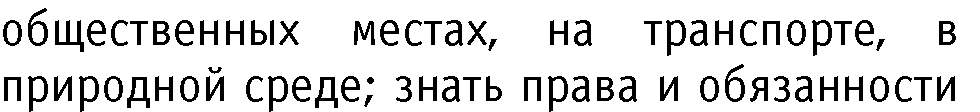 общественных местах, на транспорте, в
природной среде; знать права и обязанности